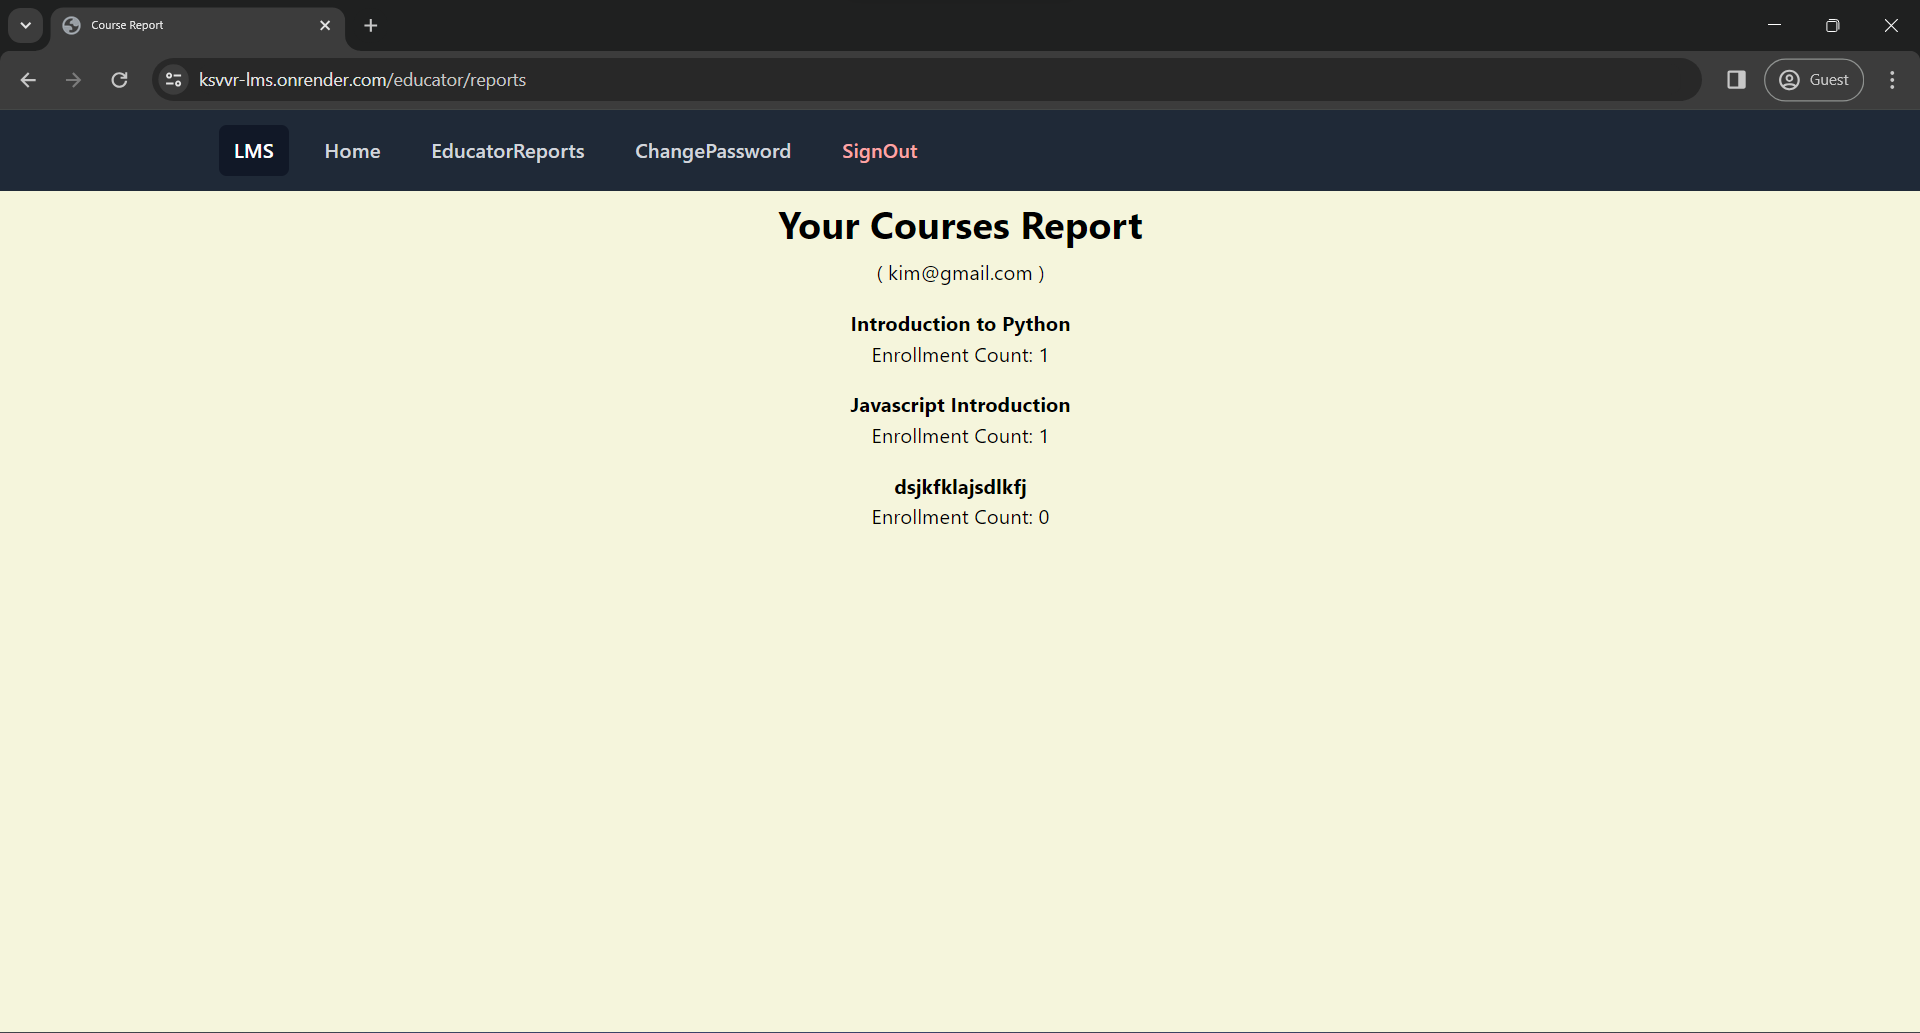 Course Report
ksvvr-lms.onrender.com/educator/reports
Guest
LMS Home EducatorReports ChangePassword SignOut
Your Courses Report
( kim@gmail.com )
Introduction to Python
Enrollment Count: 1
Javascript Introduction
Enrollment Count: 1
dsjkfklajsdlkfj
Enrollment Count: 0